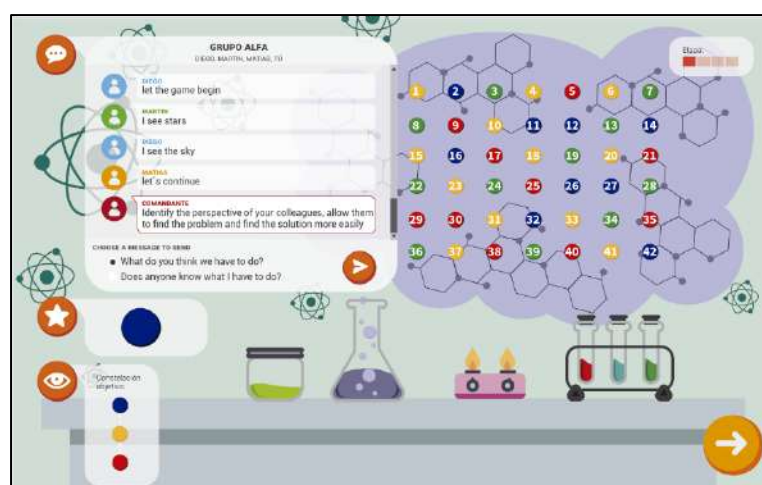 GRUPO ALFA
DIEGO, MARTIN, MATIAS, TÚ
DIEGO
let the game begin
MARTIN
I see stars
DIEGO
I see the sky
MATIAS
let´s continue
COMANDANTE
Identify the perspective of your colleagues, allow them
to find the problem and find the solution more easily
CHOOSE A MESSAGE TO SEND
What do you think we have to do?
Does anyone know what I have to do?
Etapa:
1 2 3 4 5 6 7
8 9 10 11 12 13 14
15 16 17 18 19 20 21
22 23 24 25 26 27 28
29 30 31 32 33 34 35
36 37 38 39 40 41 42
Constelación
objetivo: